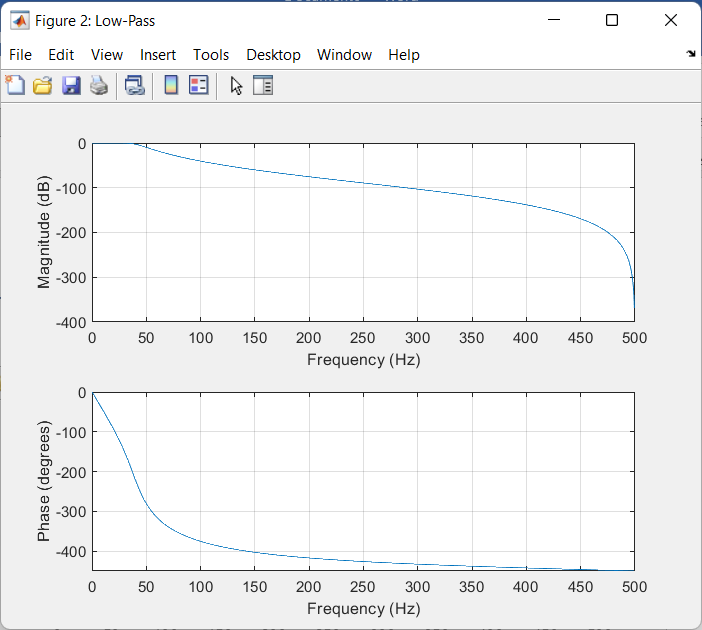 Figure 2: Low-Pass
File Edit View Insert Tools Desktop Window Help
0
-100
-200
-300
-400
Magnitude (dB)
0 50 100 150 200 250 300 350 400 450 500
Frequency (Hz)
0
-100
-200
-300
-400
Phase (degrees)
0 50 100 150 200 250 300 350 400 450 500
Frequency (Hz)